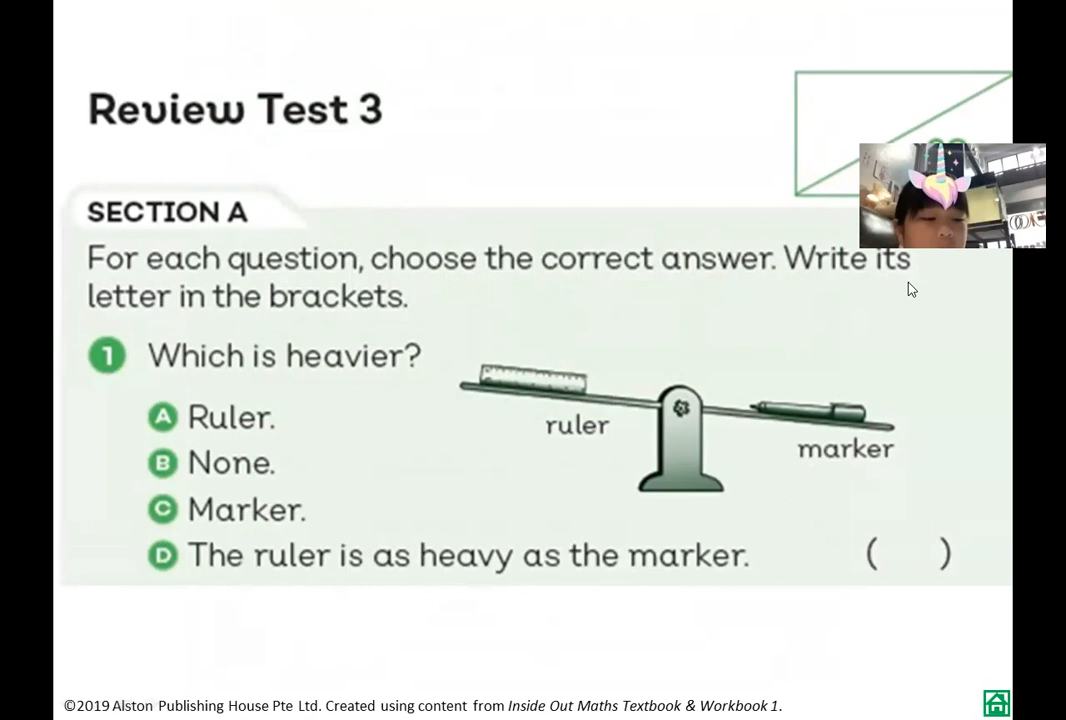 Review Test 3
SECTION A
For each question, choose the correct answer. Write its
letter in the brackets.
1 Which is heavier?
A Ruler.
B None.
C Marker.
D The ruler is as heavy as the marker. ( )
ruler
marker
©2019 Alston Publishing House Pte Ltd. Created using content from Inside Out Maths Textbook & Workbook 1.